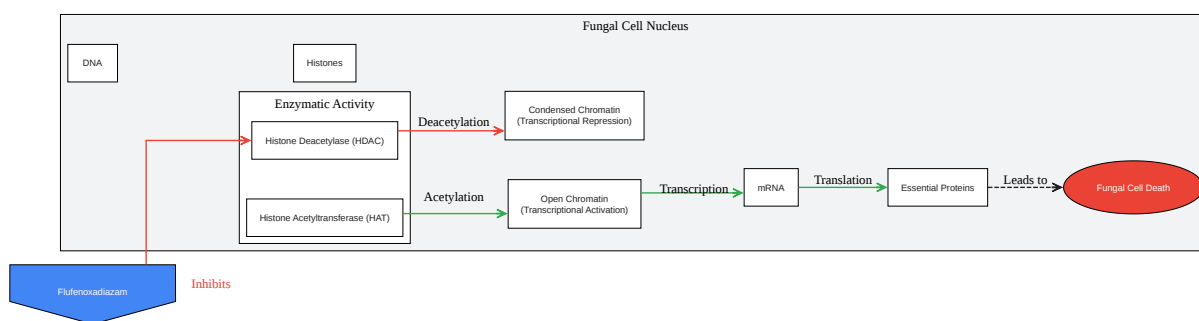 Fungal Cell Nucleus
DNA
Histones
Enzymatic Activity
Histone Deacetylase (HDAC)
Deacetylation
Condensed Chromatin
(Transcriptional Repression)
Histone Acetyltransferase (HAT)
Acetylation
Open Chromatin
(Transcriptional Activation)
Transcription
mRNA
Translation
Essential Proteins
Leads to
Fungal Cell Death
Flufenoxadiazam
Inhibits